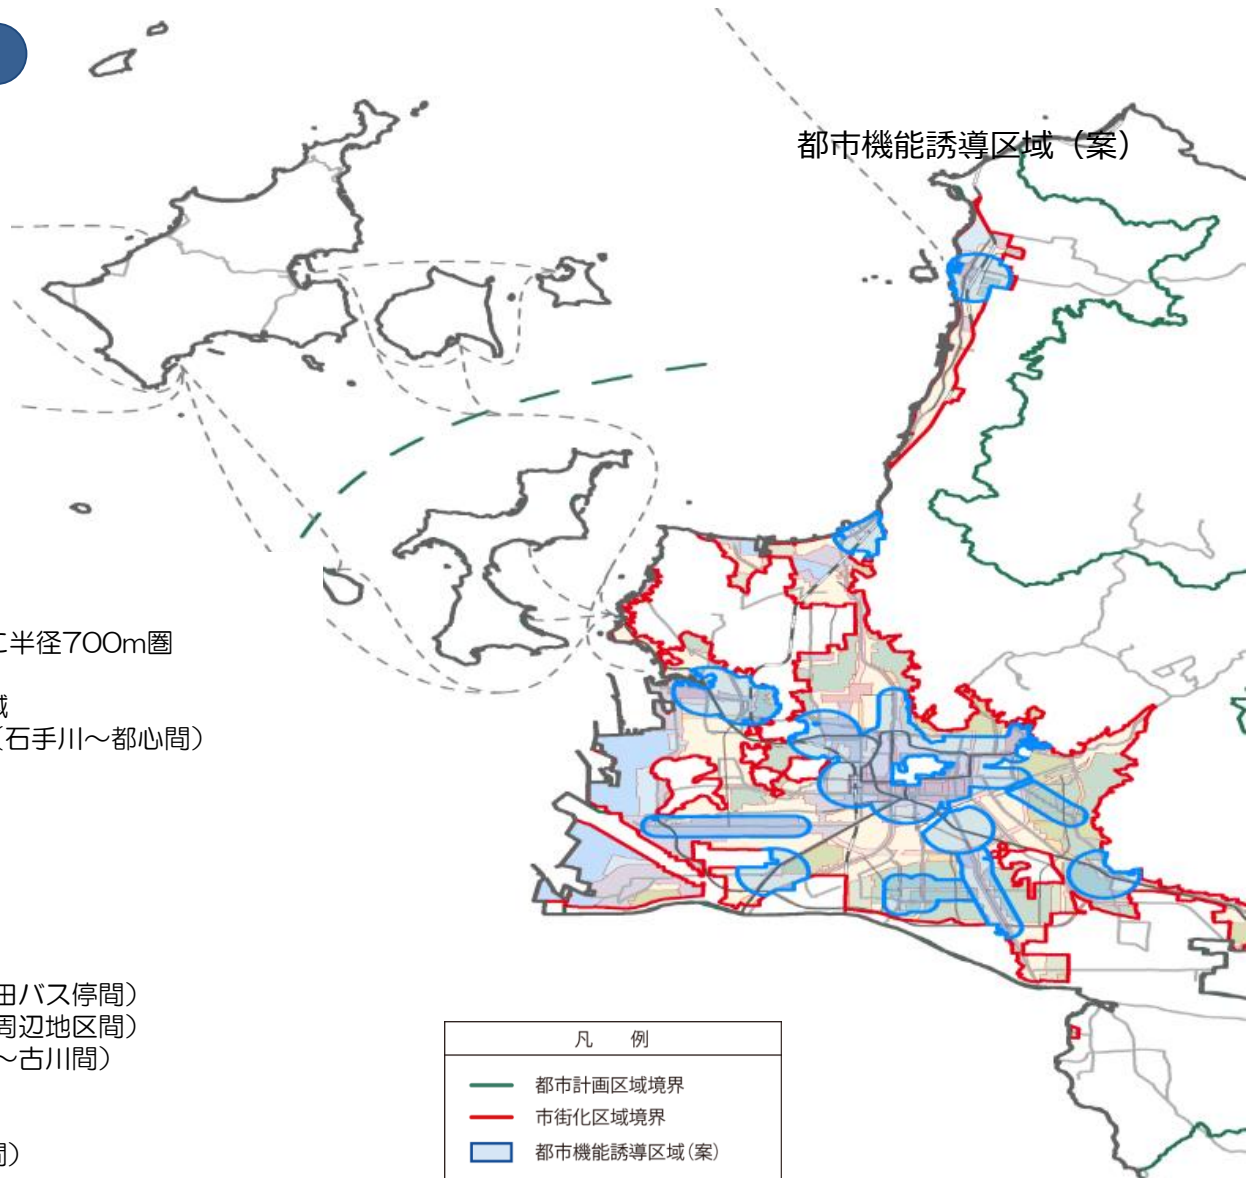 都市機能誘導区域（案）
に半径700m圏
域
（石手川～都心間）
田バス停間）
周辺地区間）
～古川間）
間）
凡 例
都市計画区域境界
市街化区域境界
都市機能誘導区域（案）